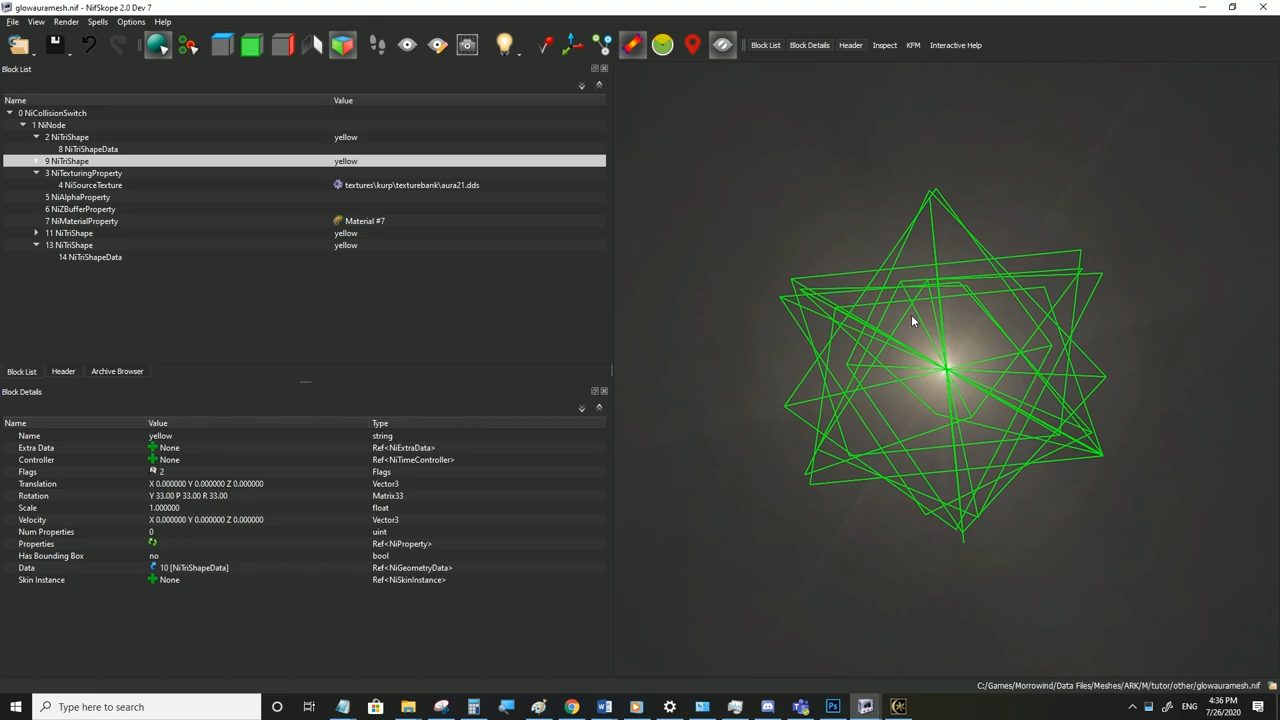 glowauramesh.nif - NifSkope 2.0 Dev 7
File View Render Spells Options Help
Block List Block Details Header Inspect KFM Interactive Help
Block List
Name Value
0 NiCollisionSwitch
1 NiNode
2 NiTriShape yellow
8 NiTriShapeData
9 NiTriShape yellow
3 NiTexturingProperty
4 NiSourceTexture textures\kurp\texturebank\aura21.dds
5 NiAlphaProperty
6 NiZBufferProperty
7 NiMaterialProperty Material #7
11 NiTriShape yellow
13 NiTriShape yellow
14 NiTriShapeData
Block List Header Archive Browser
Block Details
Name Value Type
Name yellow string
Extra Data None Ref<NiExtraData>
Controller None Ref<NiTimeController>
Flags 2 Flags
Translation X 0.000000 Y 0.000000 Z 0.000000 Vector3
Rotation Y 33.00 P 33.00 R 33.00 Matrix33
Scale 1.000000 float
Velocity X 0.000000 Y 0.000000 Z 0.000000 Vector3
Num Properties 0 uint
Properties Ref<NiProperty>
Has Bounding Box no bool
Data 10 [NiTriShapeData] Ref<NiGeometryData>
Skin Instance None Ref<NiSkinInstance>
C:/Games/Morrowind/Data Files/Meshes/ARK/M/tutor/other/glowauramesh.nif
Type here to search
ENG
4:36 PM
7/26/2020